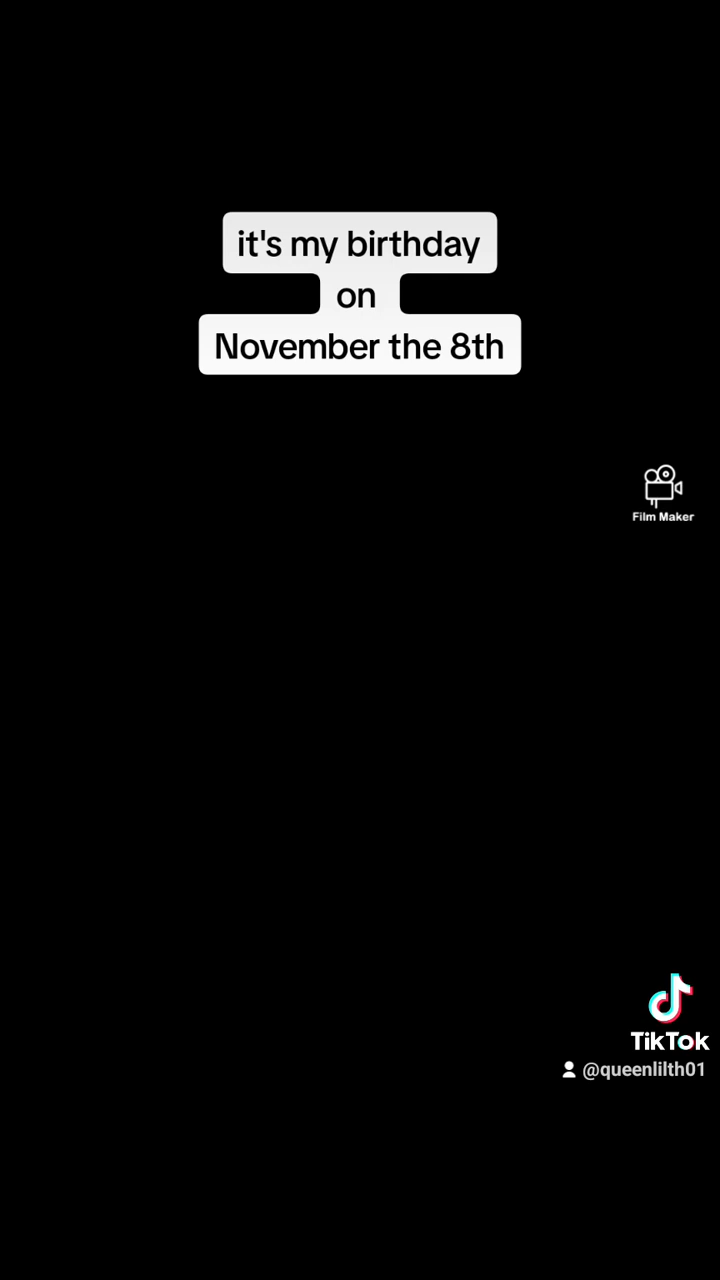 it's my birthday
on
November the 8th
Film Maker
TikTok
@queenlilth01